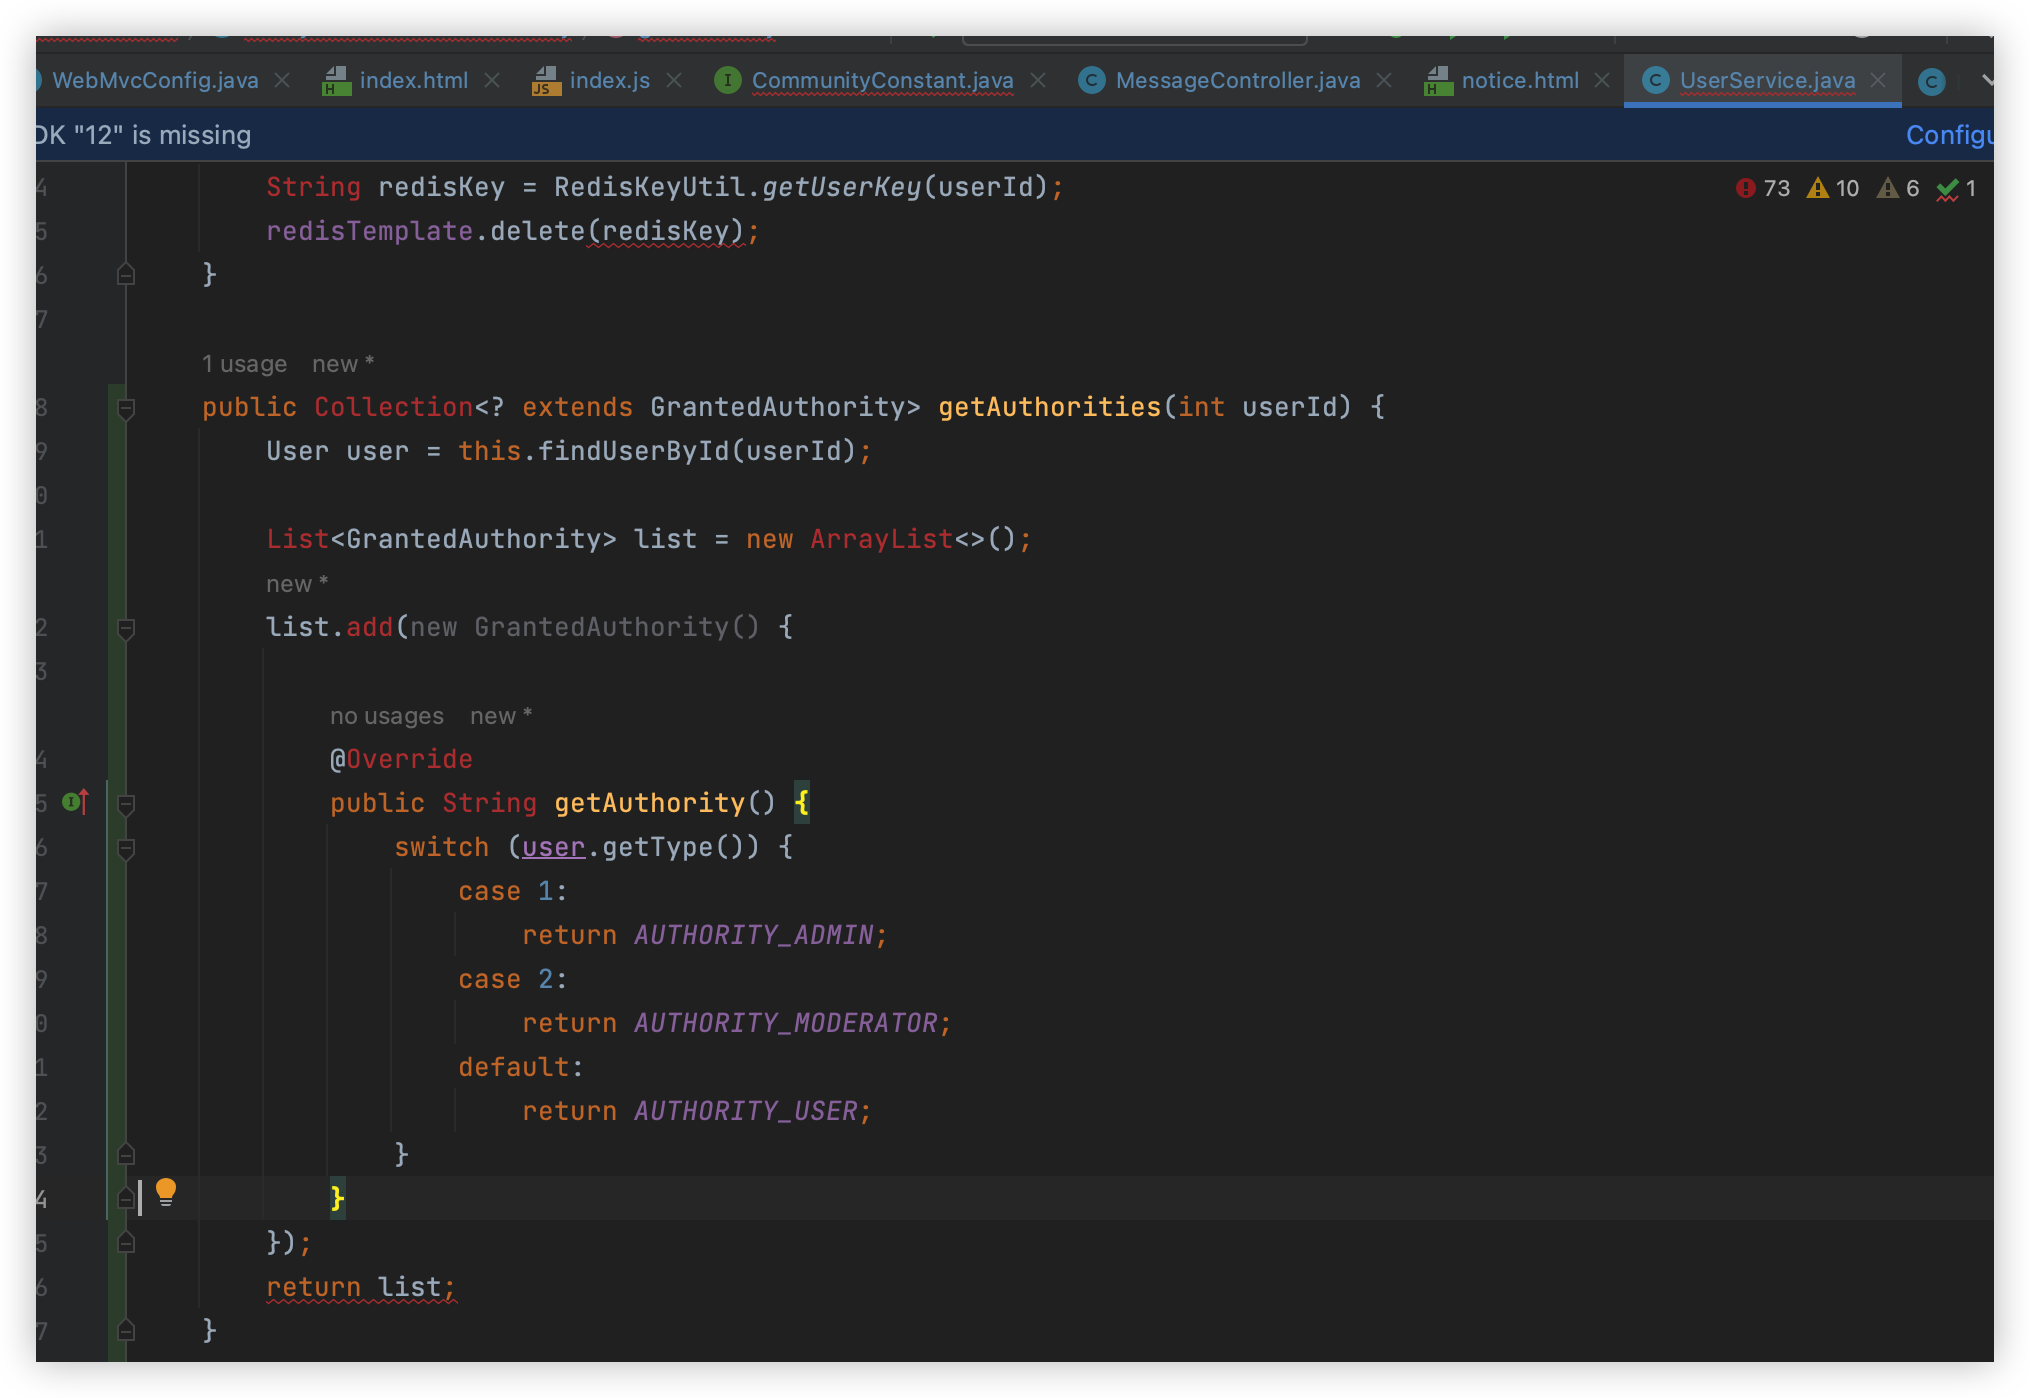 WebMvcConfig.java index.html index.js CommunityConstant.java MessageController.java notice.html UserService.java
DK "12" is missing Configu
4 String redisKey = RedisKeyUtil.getUserKey(userId); 73 10 6 1
5 redisTemplate.delete(redisKey);
6 }
7
1 usage new *
8 public Collection<? extends GrantedAuthority> getAuthorities(int userId) {
9 User user = this.findUserById(userId);
0
1 List<GrantedAuthority> list = new ArrayList<>();
new *
2 list.add(new GrantedAuthority() {
3
no usages new *
4 @Override
5 public String getAuthority() {
6 switch (user.getType()) {
7 case 1:
8 return AUTHORITY_ADMIN;
9 case 2:
0 return AUTHORITY_MODERATOR;
1 default:
2 return AUTHORITY_USER;
3 }
4 }
5 });
6 return list;
7 }